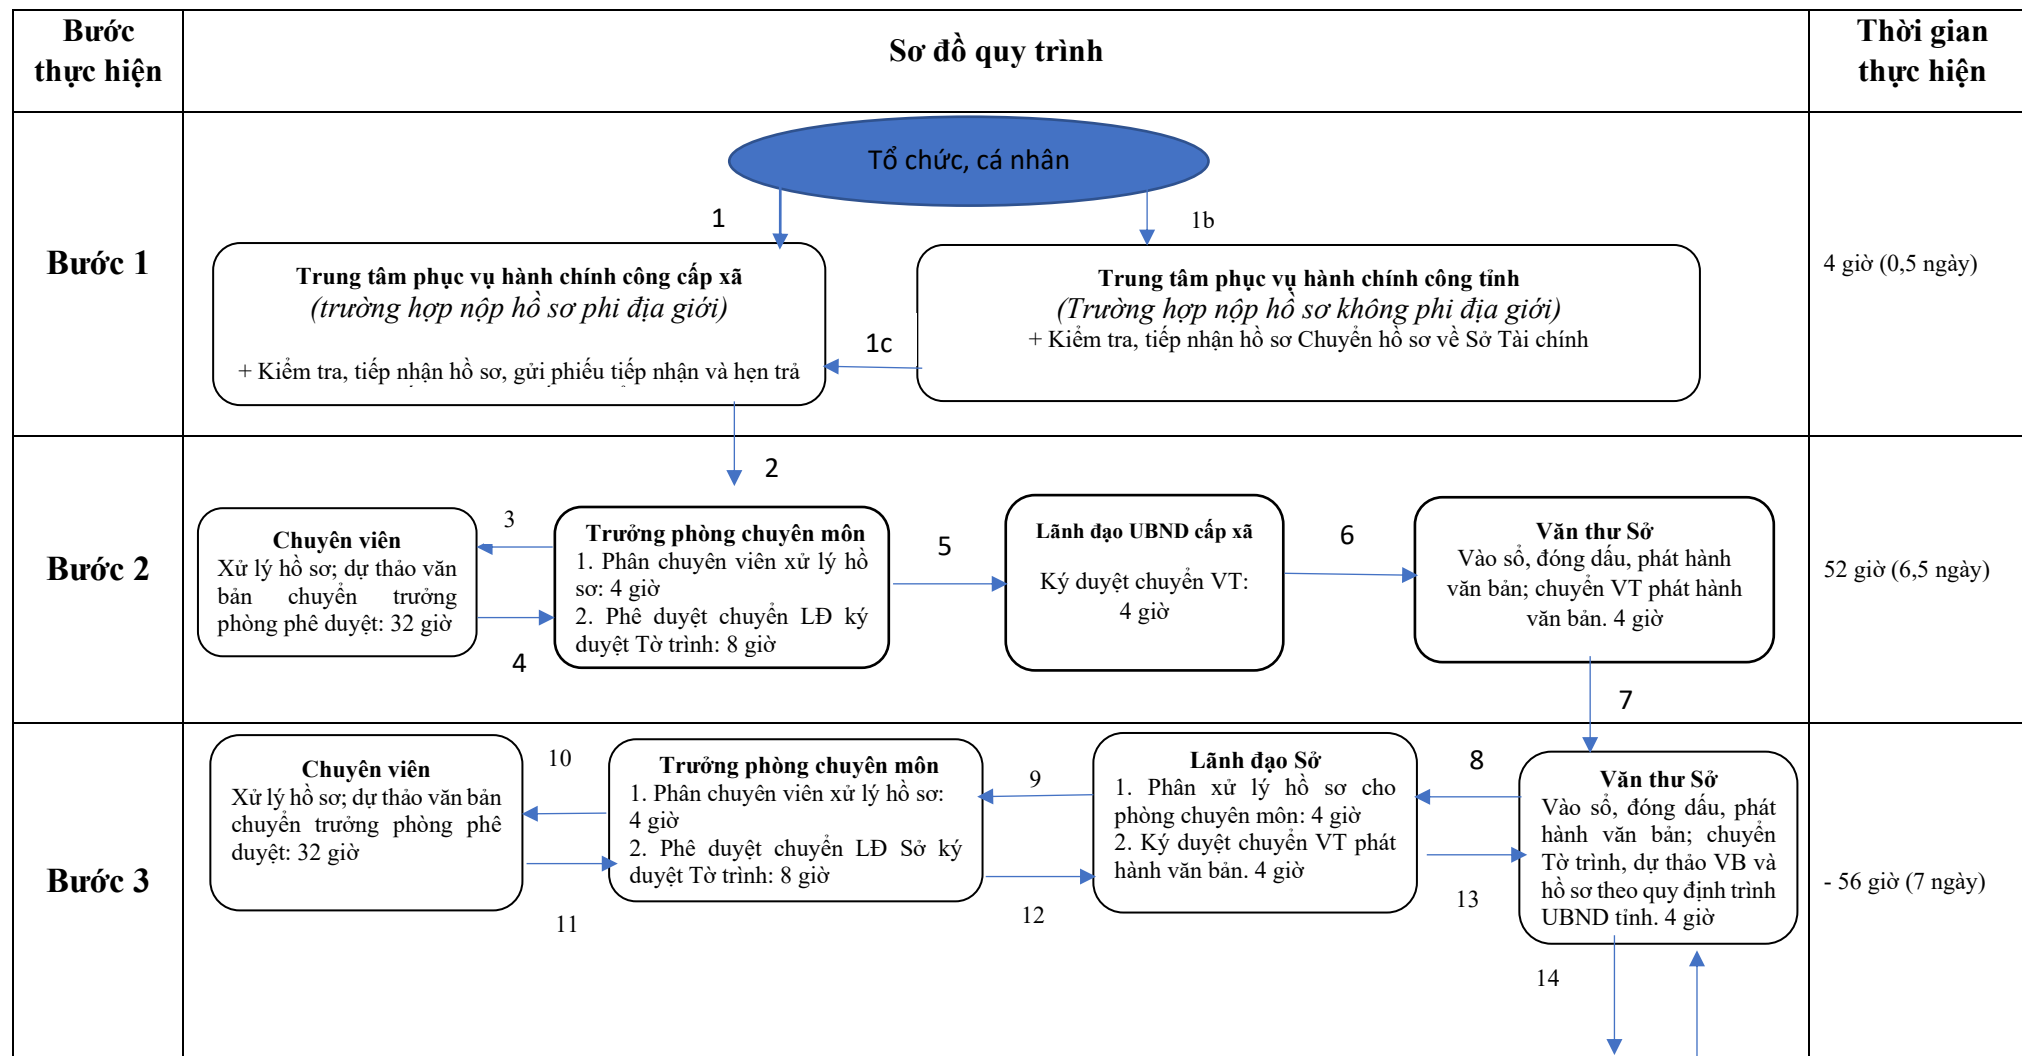 Bước
thực hiện
Sơ đồ quy trình
Thời gian
thực hiện
Bước 1
Tổ chức, cá nhân
1
1b
Trung tâm phục vụ hành chính công cấp xã
(trường hợp nộp hồ sơ phi địa giới)
+ Kiểm tra, tiếp nhận hồ sơ, gửi phiếu tiếp nhận và hẹn trả
1c
Trung tâm phục vụ hành chính công tỉnh
(Trường hợp nộp hồ sơ không phi địa giới)
+ Kiểm tra, tiếp nhận hồ sơ Chuyển hồ sơ về Sở Tài chính
4 giờ (0,5 ngày)
Bước 2
2
Chuyên viên
Xử lý hồ sơ; dự thảo văn
bản chuyển trưởng
phòng phê duyệt: 32 giờ
3
4
Trưởng phòng chuyên môn
1. Phân chuyên viên xử lý hồ
sơ: 4 giờ
2. Phê duyệt chuyển LĐ ký
duyệt Tờ trình: 8 giờ
5
Lãnh đạo UBND cấp xã
Ký duyệt chuyển VT:
4 giờ
6
Văn thư Sở
Vào sổ, đóng dấu, phát hành
văn bản; chuyển VT phát hành
văn bản. 4 giờ
7
52 giờ (6,5 ngày)
Bước 3
Chuyên viên
Xử lý hồ sơ; dự thảo văn bản
chuyển trưởng phòng phê
duyệt: 32 giờ
10
11
Trưởng phòng chuyên môn
1. Phân chuyên viên xử lý hồ sơ:
4 giờ
2. Phê duyệt chuyển LĐ Sở ký
duyệt Tờ trình: 8 giờ
9
12
Lãnh đạo Sở
1. Phân xử lý hồ sơ cho
phòng chuyên môn: 4 giờ
2. Ký duyệt chuyển VT phát
hành văn bản. 4 giờ
8
13
Văn thư Sở
Vào sổ, đóng dấu, phát
hành văn bản; chuyển
Tờ trình, dự thảo VB và
hồ sơ theo quy định trình
UBND tỉnh. 4 giờ
14
- 56 giờ (7 ngày)